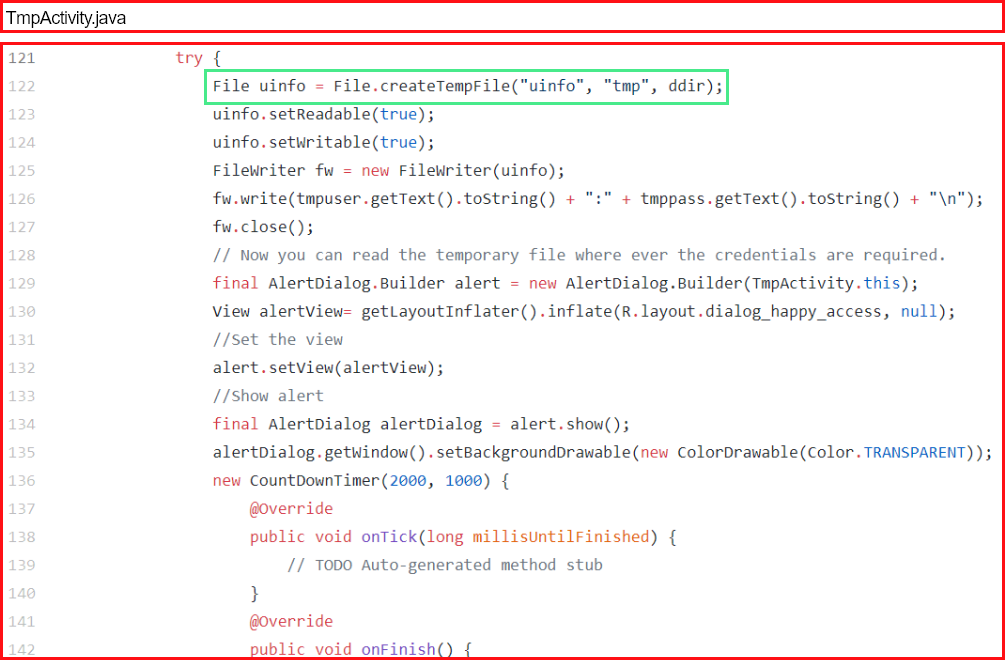 TmpActivity.java
121 try {
122 File uinfo = File.createTempFile("uinfo", "tmp", ddir);
123 uinfo.setReadable(true);
124 uinfo.setWritable(true);
125 FileWriter fw = new FileWriter(uinfo);
126 fw.write(tmpuser.getText().toString() + ":" + tmppass.getText().toString() + "\n");
127 fw.close();
128 // Now you can read the temporary file where ever the credentials are required.
129 final AlertDialog.Builder alert = new AlertDialog.Builder(TmpActivity.this);
130 View alertView= getLayoutInflater().inflate(R.layout.dialog_happy_access, null);
131 //Set the view
132 alert.setView(alertView);
133 //Show alert
134 final AlertDialog alertDialog = alert.show();
135 alertDialog.getWindow().setBackgroundDrawable(new ColorDrawable(Color.TRANSPARENT));
136 new CountDownTimer(2000, 1000) {
137 @Override
138 public void onTick(long millisUntilFinished) {
139 // TODO Auto-generated method stub
140 }
141 @Override
142 public void onFinish() {